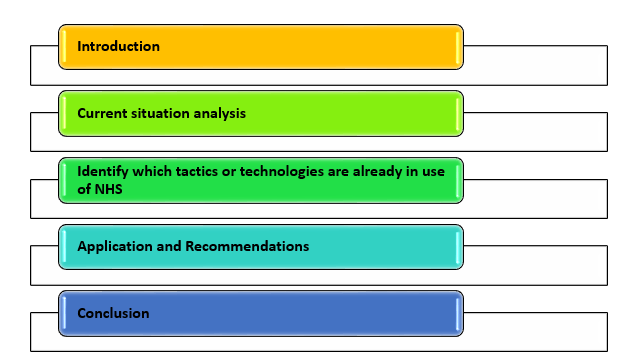 Introduction
Current situation analysis
Identify which tactics or technologies are already in use
of NHS
Application and Recommendations
Conclusion